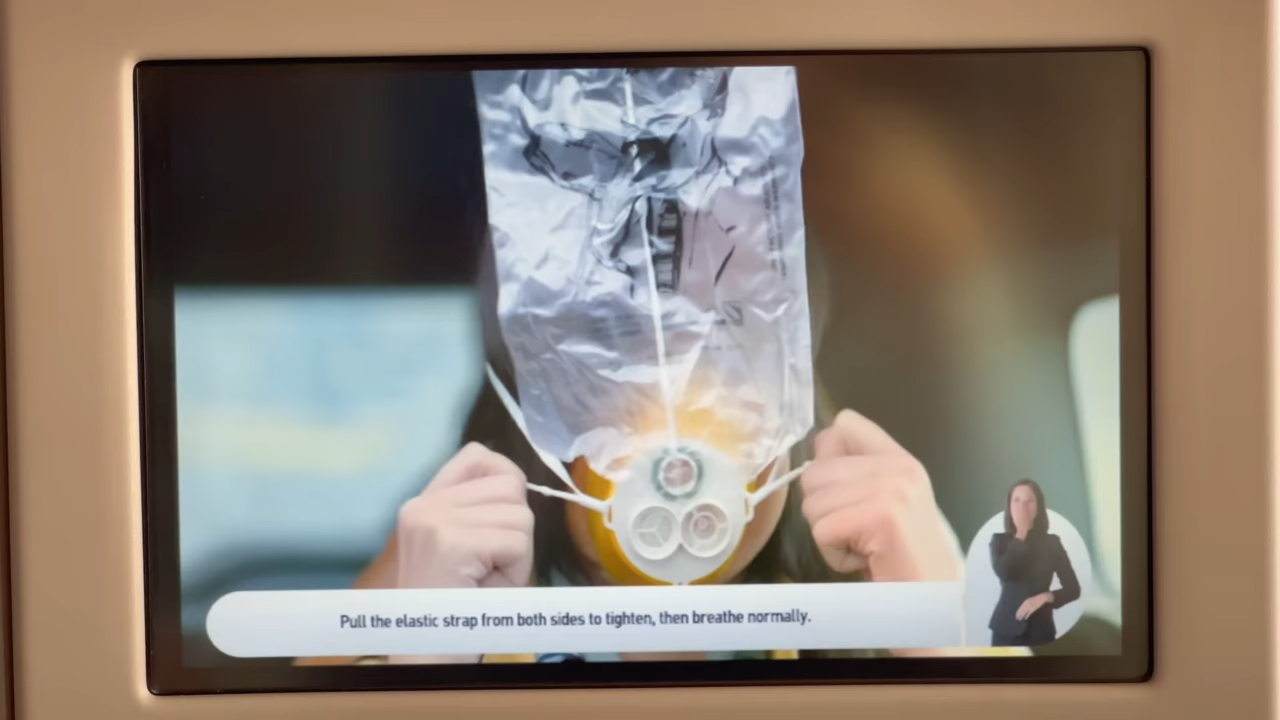 Pull the elastic strap from both sides to tighten, then breathe normally.